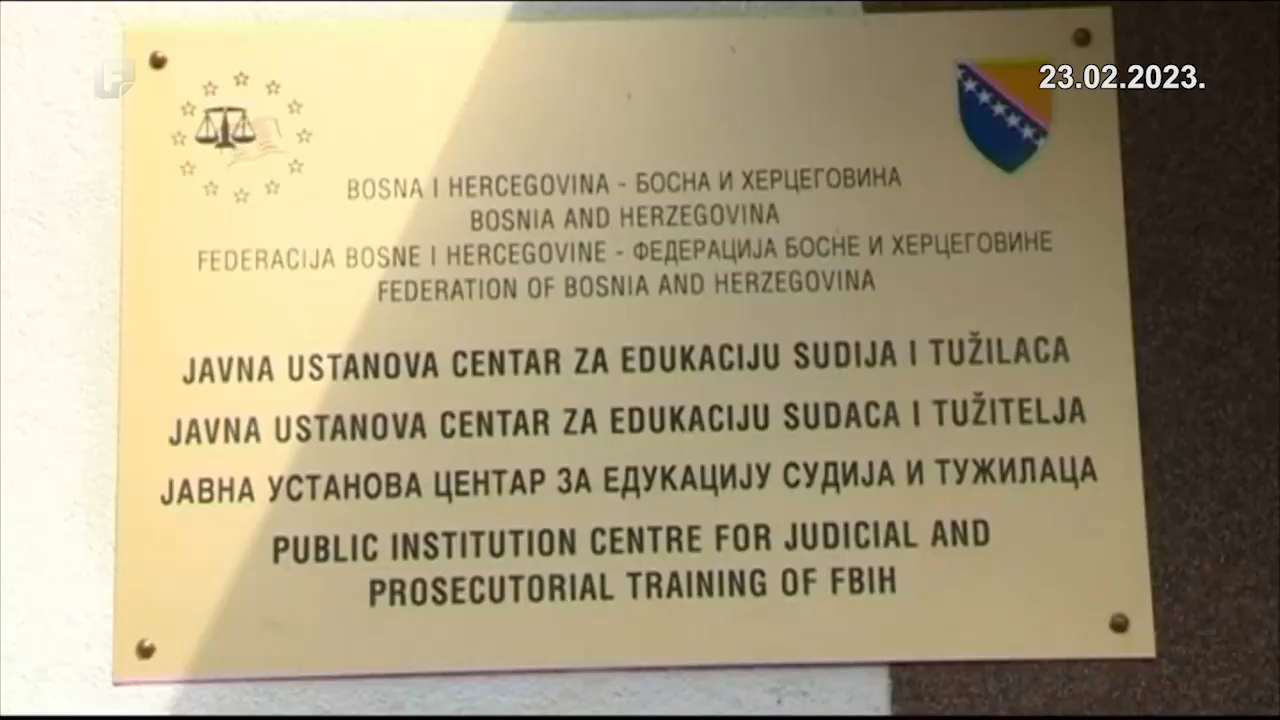 F
23.02.2023.
BOSNA I HERCEGOVINA - БОСНА И ХЕРЦЕГОВИНА
BOSNIA AND HERZEGOVINA
FEDERACIJA BOSNE I HERCEGOVINE - ФЕДЕРАЦИЈА БОСНЕ И ХЕРЦЕГОВИНЕ
FEDERATION OF BOSNIA AND HERZEGOVINA
JAVNA USTANOVA CENTAR ZA EDUKACIJU SUDIJA I TUŽILACA
JAVNA USTANOVA CENTAR ZA EDUKACIJU SUDACA I TUŽITELJA
ЈАВНА УСТАНОВА ЦЕНТАР ЗА ЕДУКАЦИЈУ СУДИЈА И ТУЖИЛАЦА
PUBLIC INSTITUTION CENTRE FOR JUDICIAL AND
PROSECUTORIAL TRAINING OF FBIH